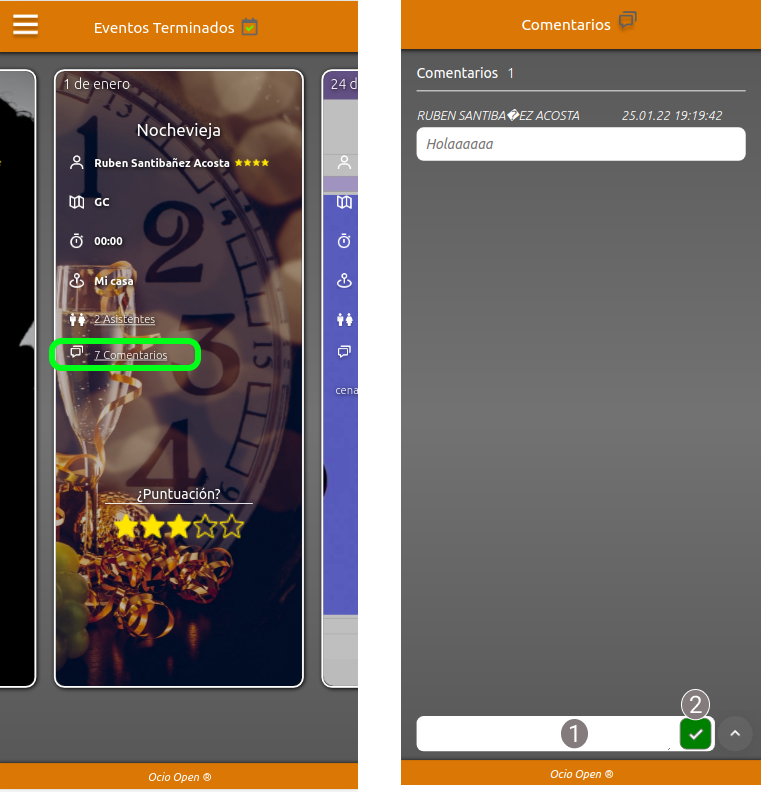 Eventos Terminados
1 de enero
Nochevieja
Ruben Santibañez Acosta
GC
00:00
Mi casa
2 Asistentes
7 Comentarios
¿Puntuación?
24 d
cena
Ocio Open ®
Comentarios
Comentarios 1
RUBEN SANTIBA�EZ ACOSTA 25.01.22 19:19:42
Holaaaaaa
2
1
Ocio Open ®